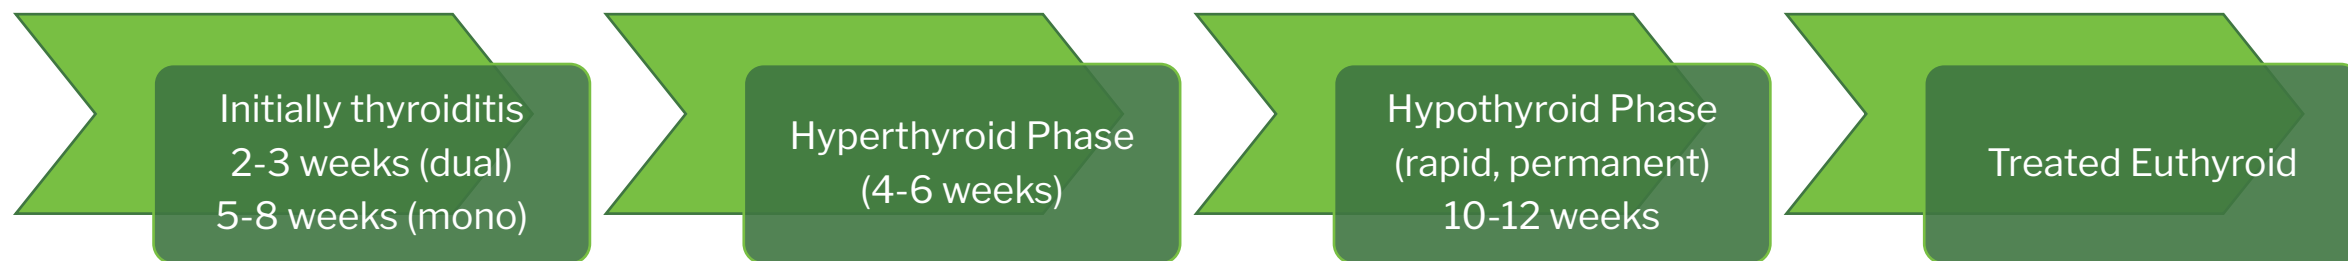 Initially thyroiditis
2-3 weeks (dual)
5-8 weeks (mono)
Hyperthyroid Phase
(4-6 weeks)
Hypothyroid Phase
(rapid, permanent)
10-12 weeks
Treated Euthyroid